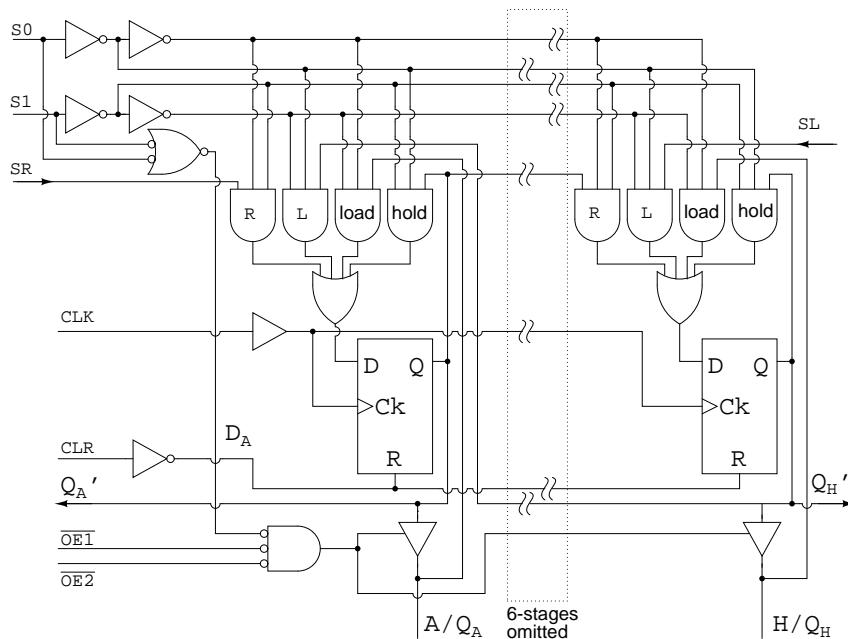 S0
S1
SL
SR
R L load hold
R L load hold
CLK
D Q
D Q
Ck
Ck
D_A
CLR
R
R
Q_A'
Q_H'
OE1
OE2
6-stages
omitted
A/Q_A
H/Q_H